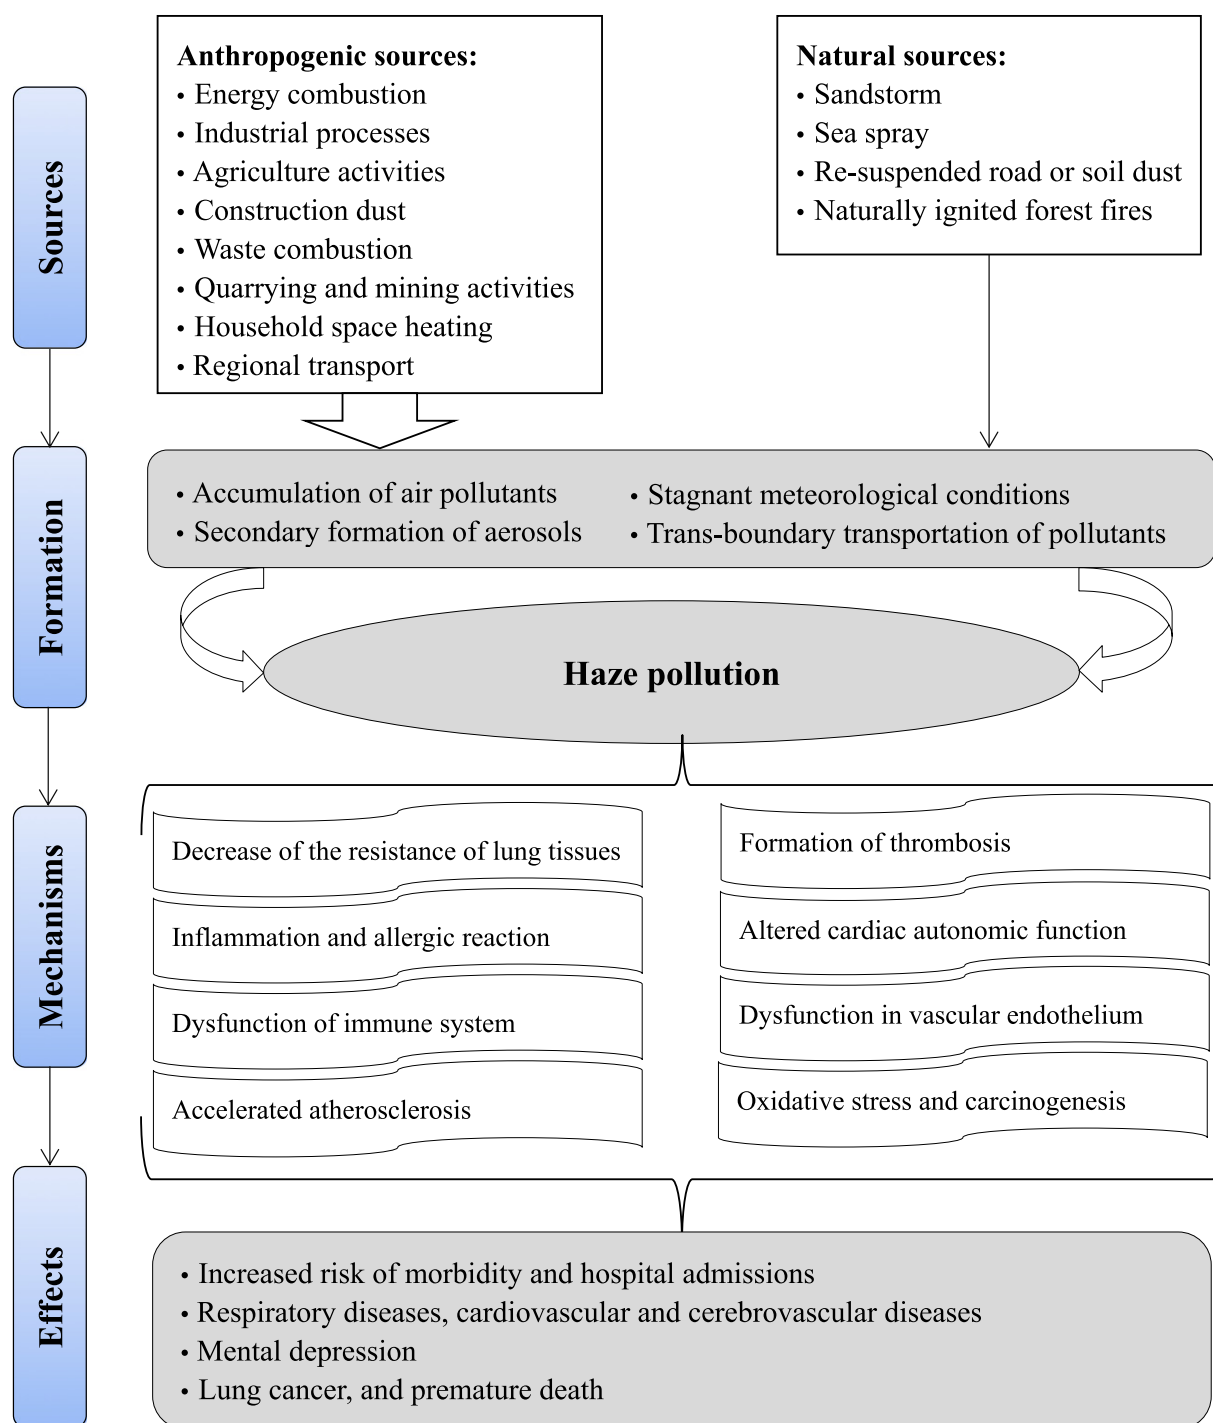 Sources
Anthropogenic sources:
• Energy combustion
• Industrial processes
• Agriculture activities
• Construction dust
• Waste combustion
• Quarrying and mining activities
• Household space heating
• Regional transport
Natural sources:
• Sandstorm
• Sea spray
• Re-suspended road or soil dust
• Naturally ignited forest fires
Formation
• Accumulation of air pollutants
• Secondary formation of aerosols
• Stagnant meteorological conditions
• Trans-boundary transportation of pollutants
Haze pollution
Mechanisms
Decrease of the resistance of lung tissues
Inflammation and allergic reaction
Dysfunction of immune system
Accelerated atherosclerosis
Formation of thrombosis
Altered cardiac autonomic function
Dysfunction in vascular endothelium
Oxidative stress and carcinogenesis
Effects
• Increased risk of morbidity and hospital admissions
• Respiratory diseases, cardiovascular and cerebrovascular diseases
• Mental depression
• Lung cancer, and premature death